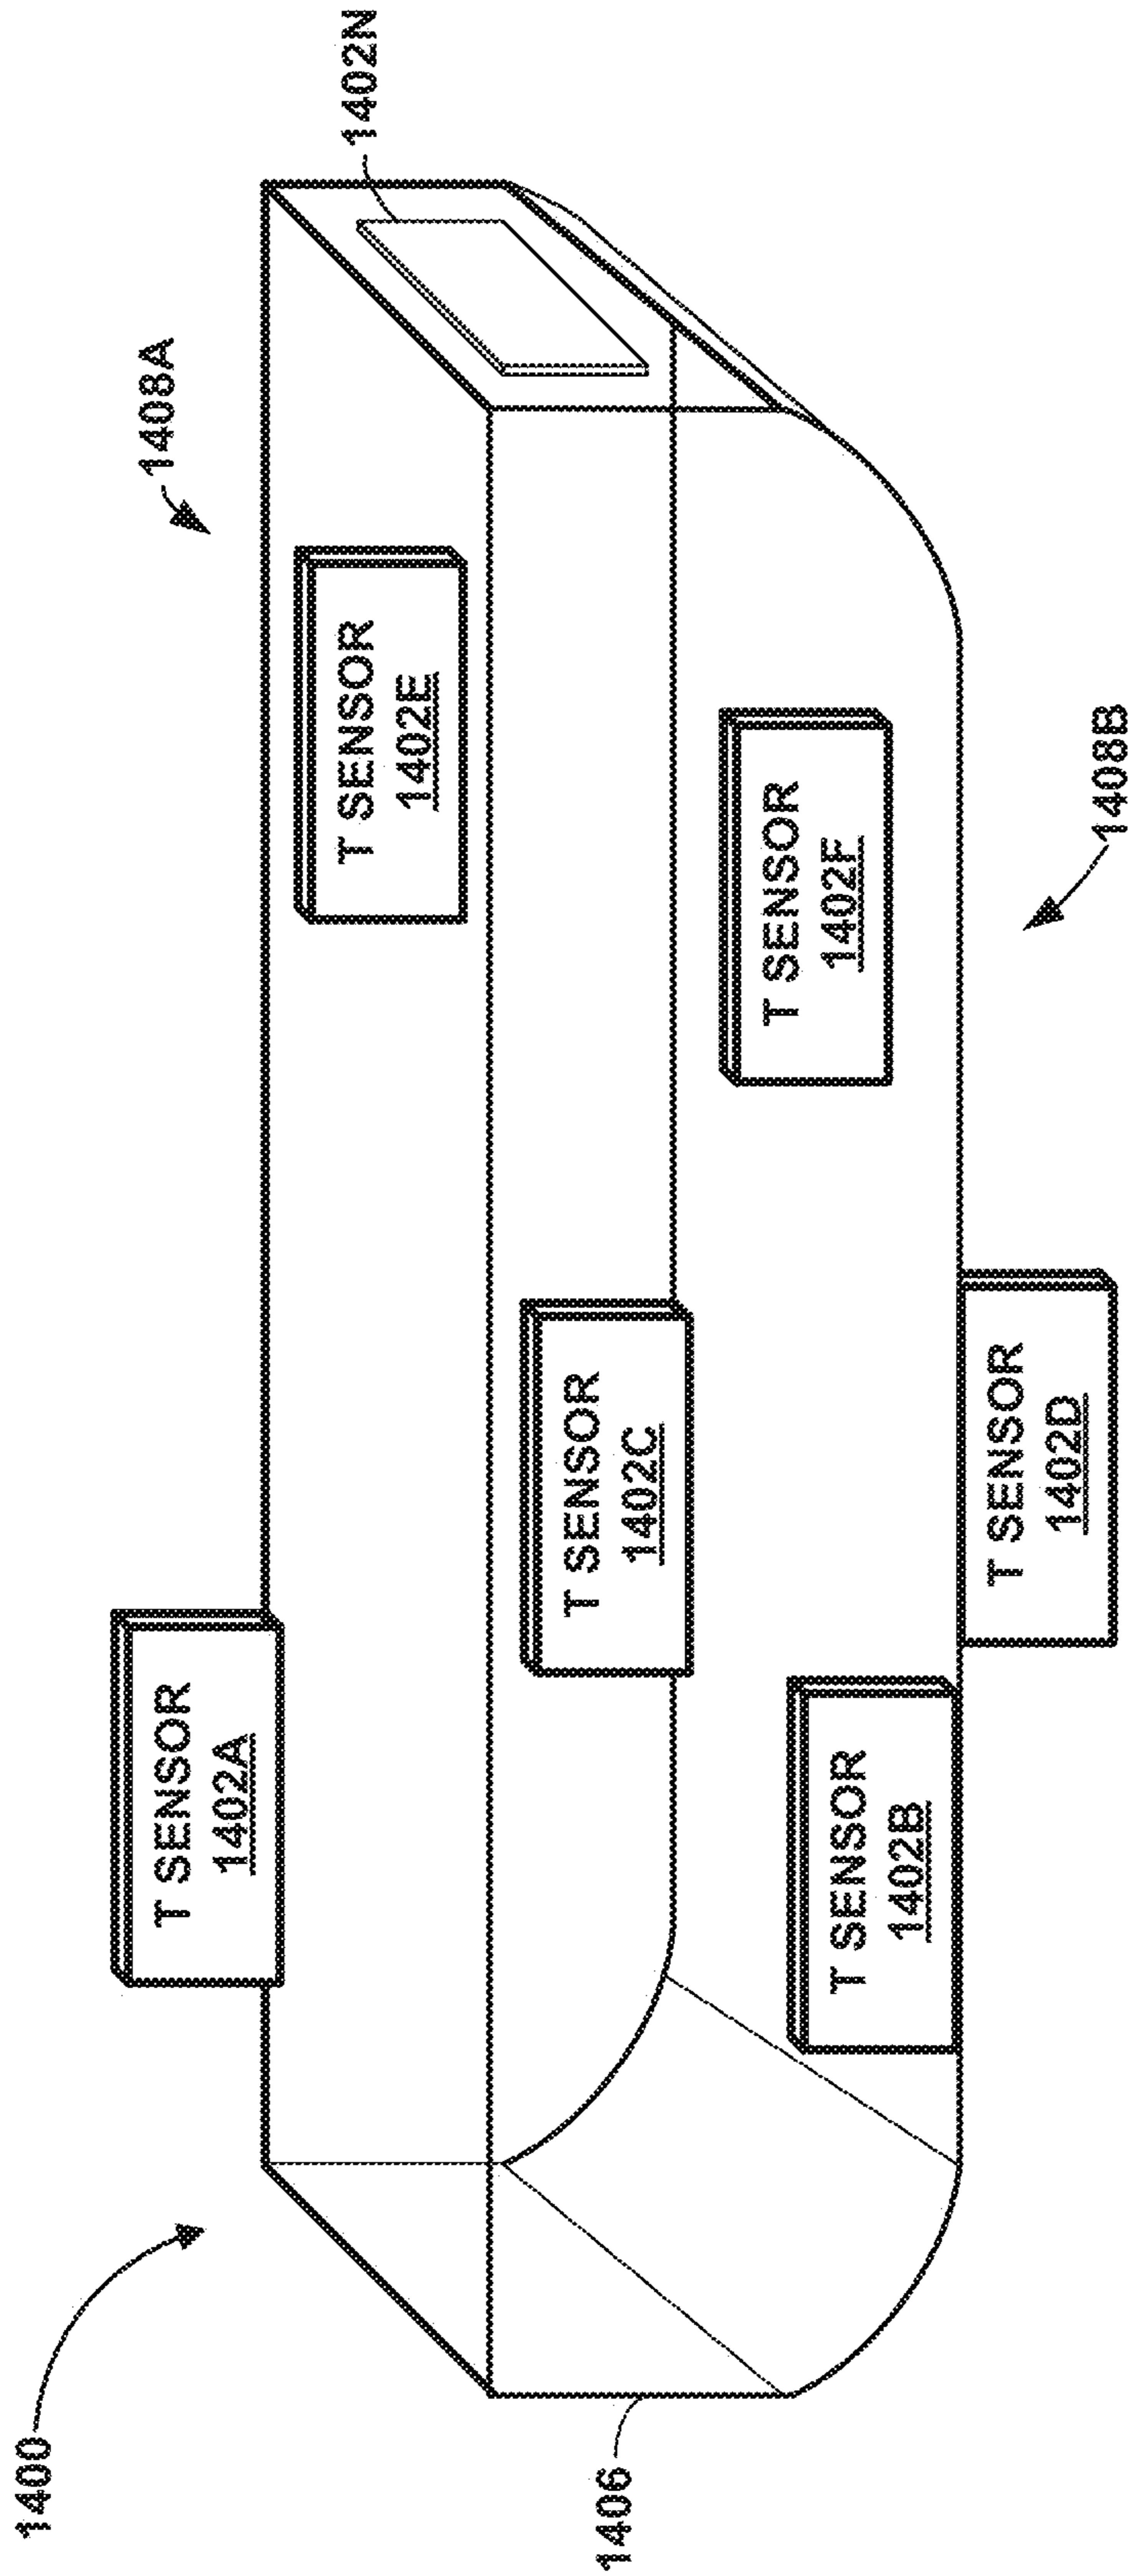 1400
1408A
1402N
T SENSOR
1402A
T SENSOR
1402E
T SENSOR
1402C
T SENSOR
1402F
T SENSOR
1402B
T SENSOR
1402D
1406
1408B